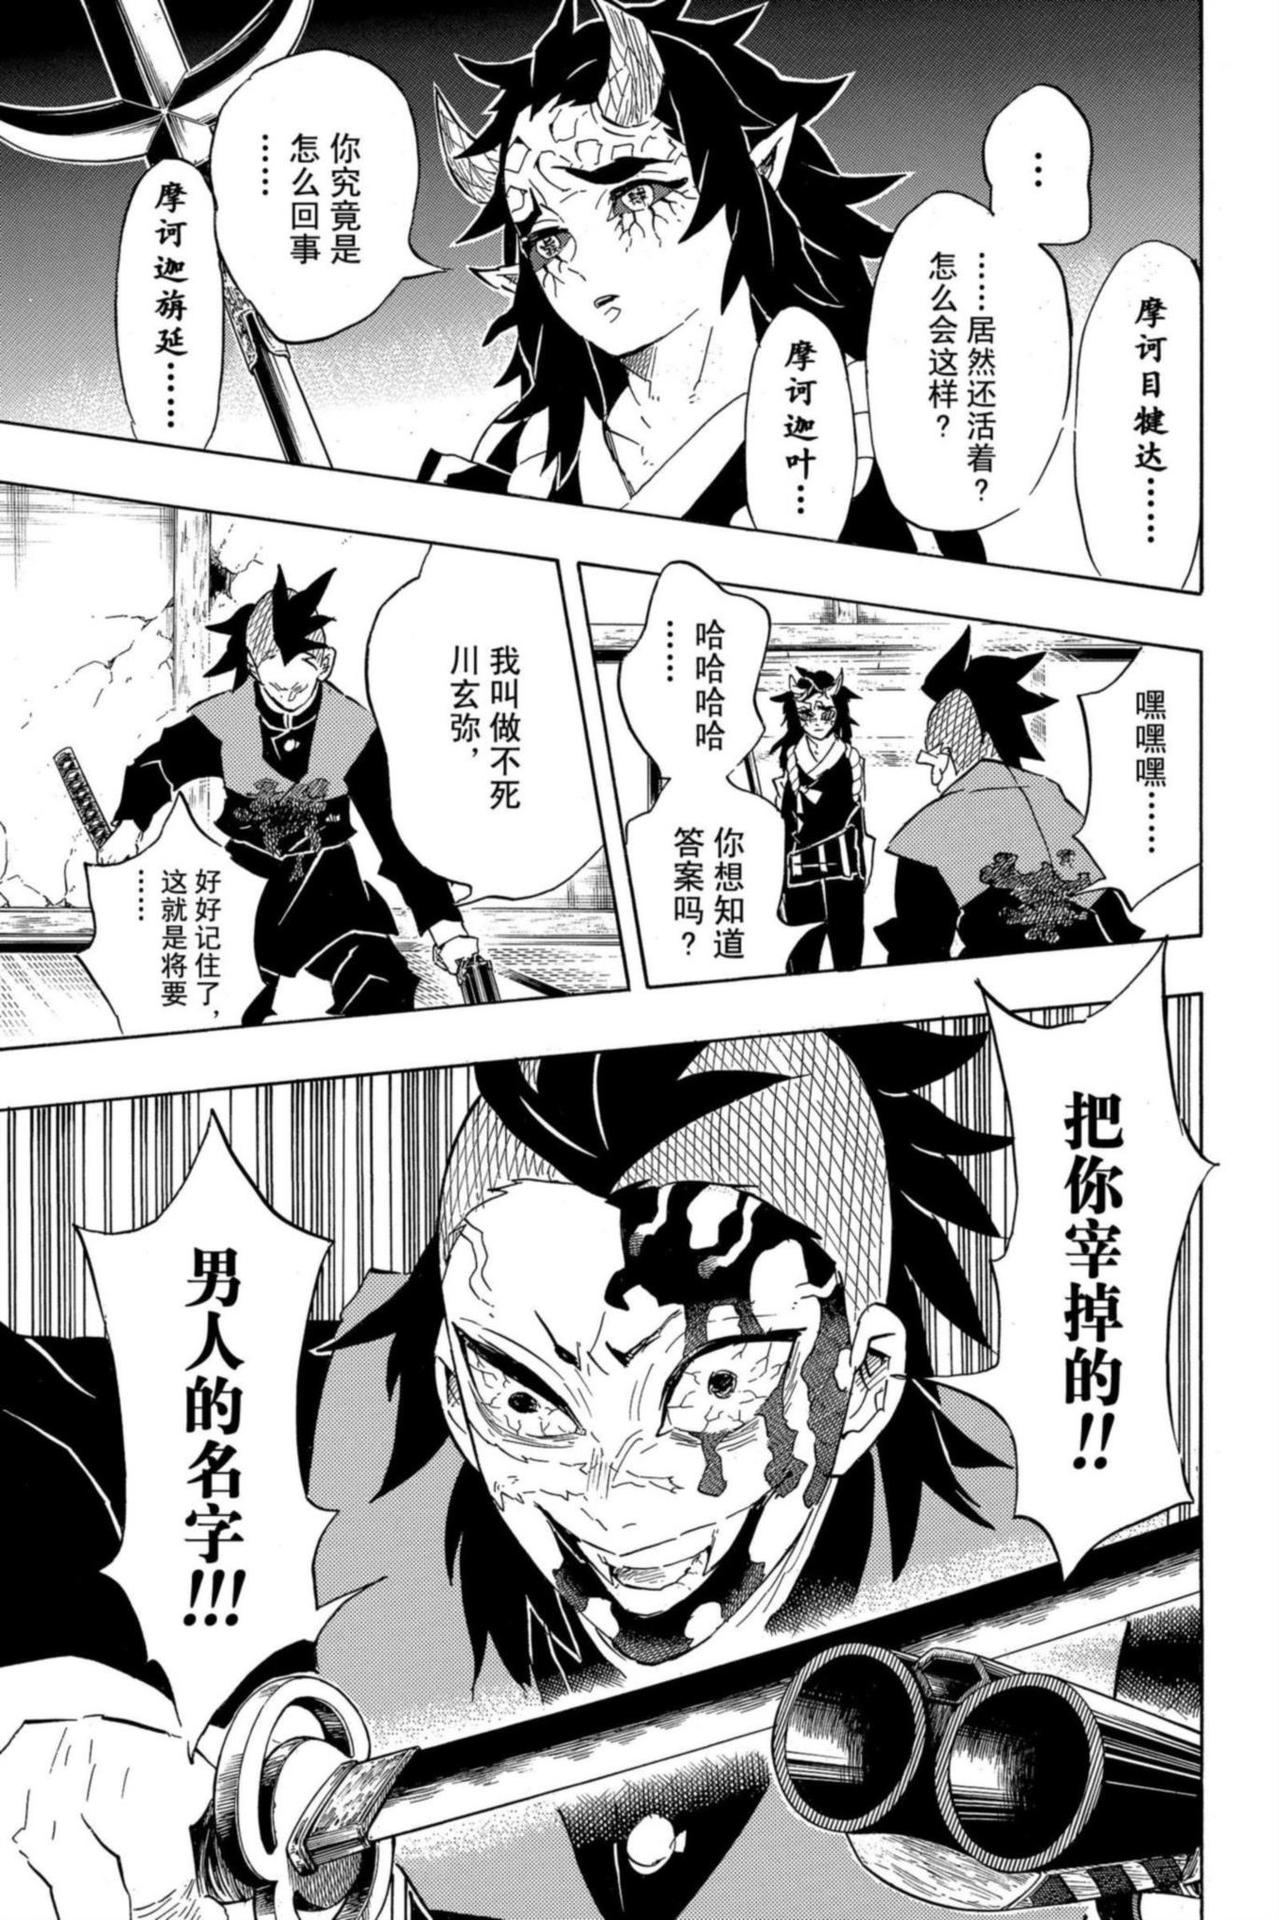 …
……居然还活着？
怎么会这样？
摩诃目犍达……
摩诃迦叶…
你究竟是
怎么回事
……
摩诃迦旃延……
嘿嘿嘿……
哈哈哈哈
……
你想知道
答案吗？
我叫做不死
川玄弥，
好好记住了，
这就是将要
……
把你宰掉的!!
男人的名字!!!